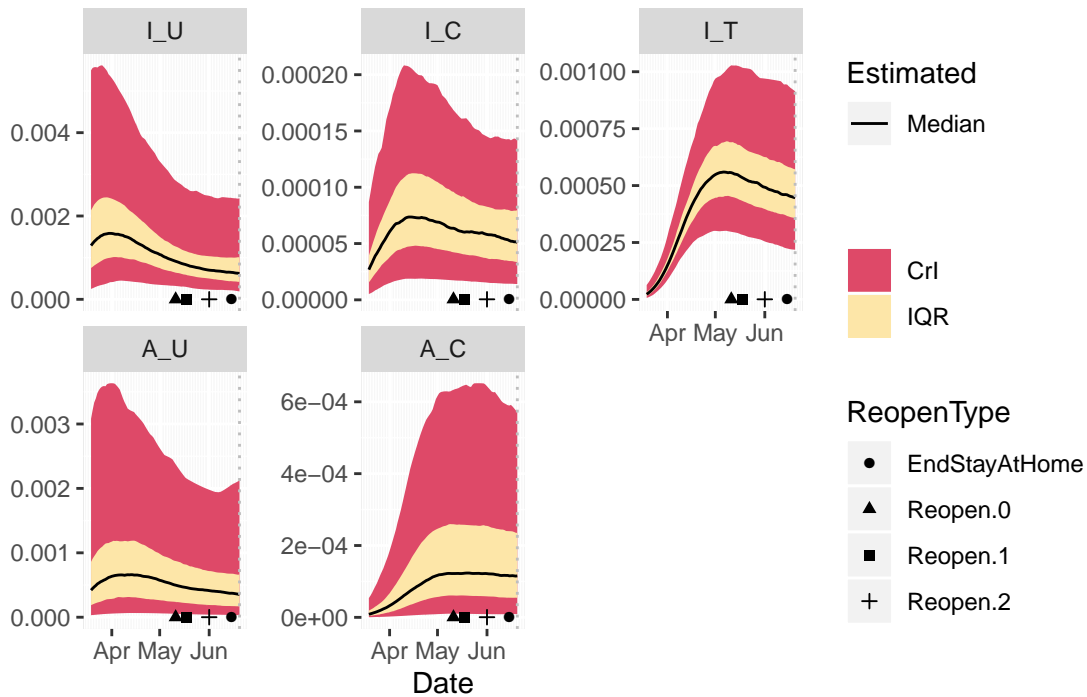 I_U
I_C
I_T
0.004
0.002
0.000
0.00020
0.00015
0.00010
0.00005
0.00000
0.00100
0.00075
0.00050
0.00025
0.00000
Apr May Jun
A_U
A_C
0.003
0.002
0.001
0.000
6e−04
4e−04
2e−04
0e+00
Apr May Jun
Apr May Jun
Date
Estimated
Median
CrI
IQR
ReopenType
EndStayAtHome
Reopen.0
Reopen.1
Reopen.2